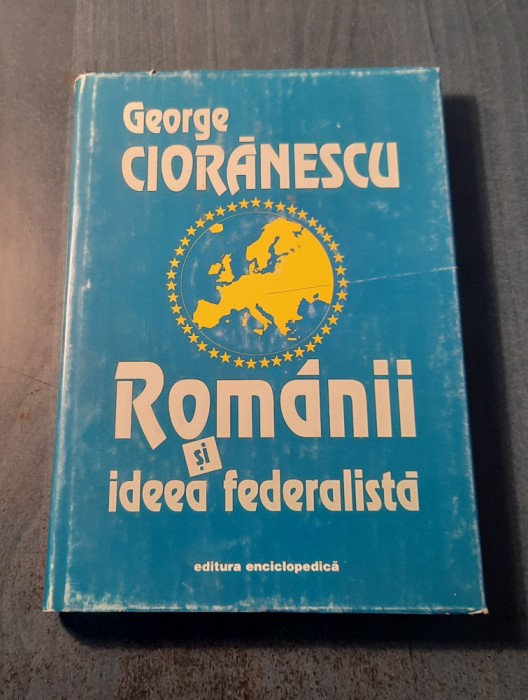 George
CIORĂNESCU
Românii
și
ideea federalistă
editura enciclopedică